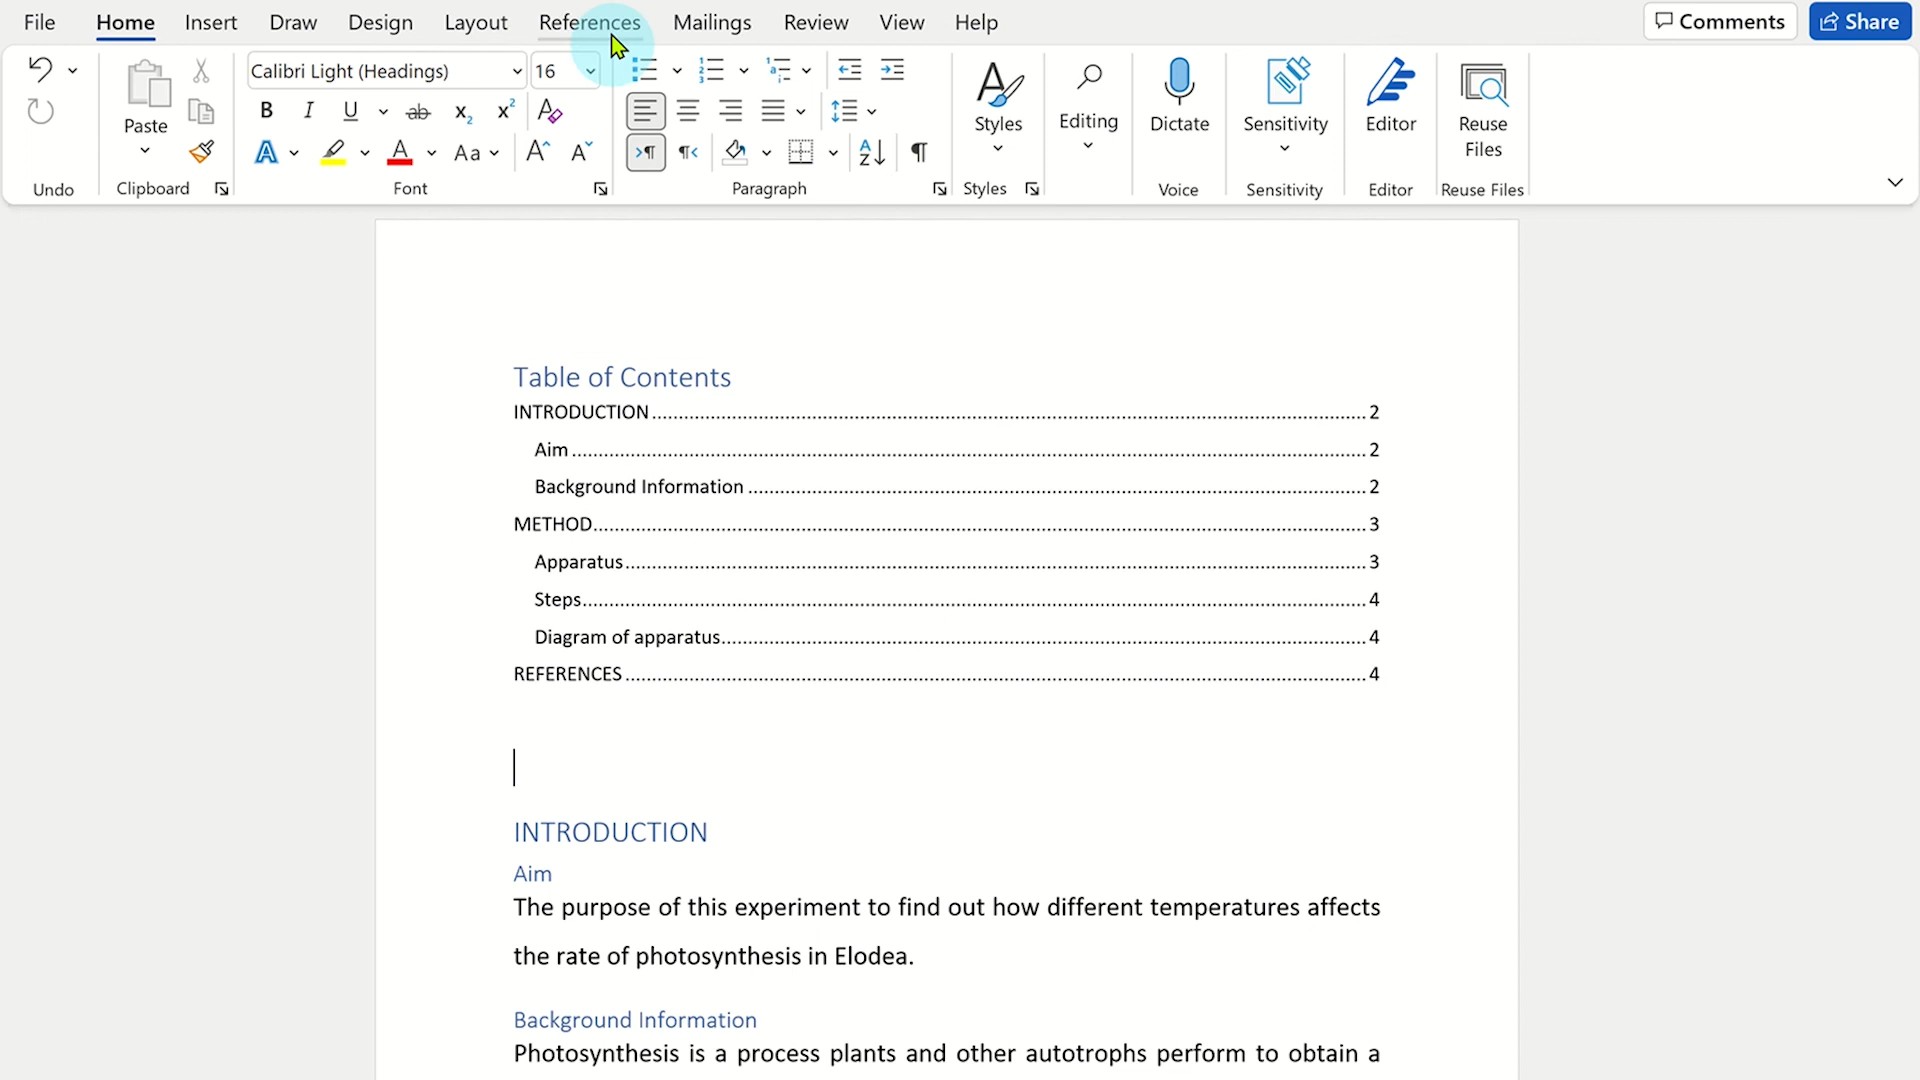 File Home Insert Draw Design Layout References Mailings Review View Help Comments Share
Calibri Light (Headings) 16
Paste Styles Editing Dictate Sensitivity Editor Reuse Files
Undo Clipboard Font Paragraph Styles Voice Sensitivity Editor Reuse Files
Table of Contents
INTRODUCTION 2
Aim 2
Background Information 2
METHOD 3
Apparatus 3
Steps 4
Diagram of apparatus 4
REFERENCES 4
INTRODUCTION
Aim
The purpose of this experiment to find out how different temperatures affects
the rate of photosynthesis in Elodea.
Background Information
Photosynthesis is a process plants and other autotrophs perform to obtain a